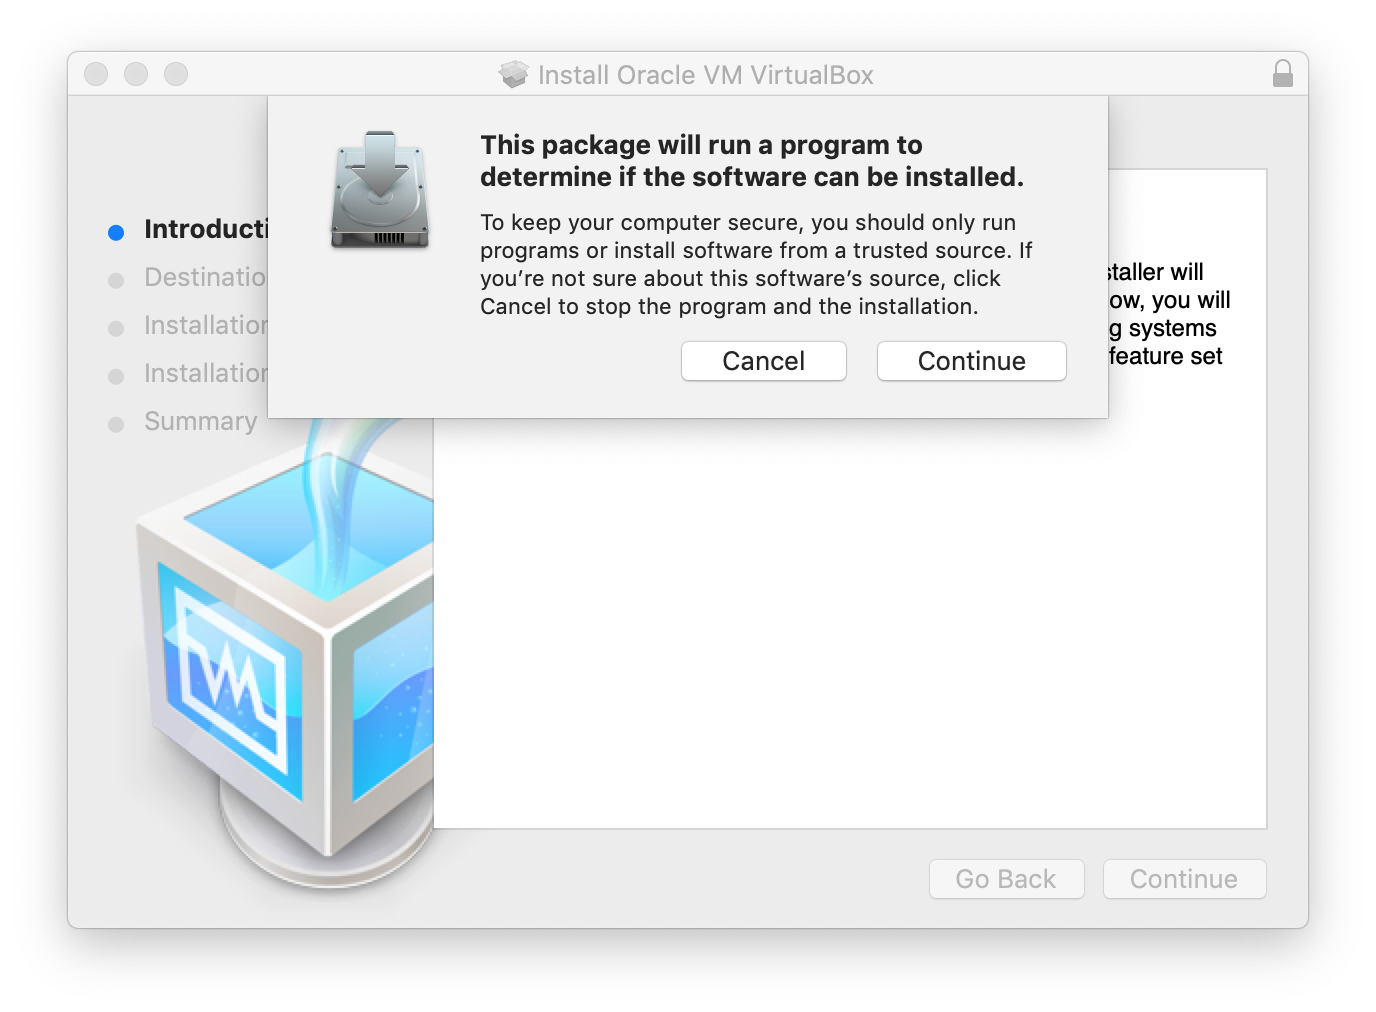 Install Oracle VM VirtualBox
This package will run a program to
determine if the software can be installed.
To keep your computer secure, you should only run
programs or install software from a trusted source. If
you’re not sure about this software’s source, click
Cancel to stop the program and the installation.
Cancel
Continue
Introducti
Destinatio
Installation
Installation
Summary
staller will
ow, you will
g systems
feature set
Go Back
Continue